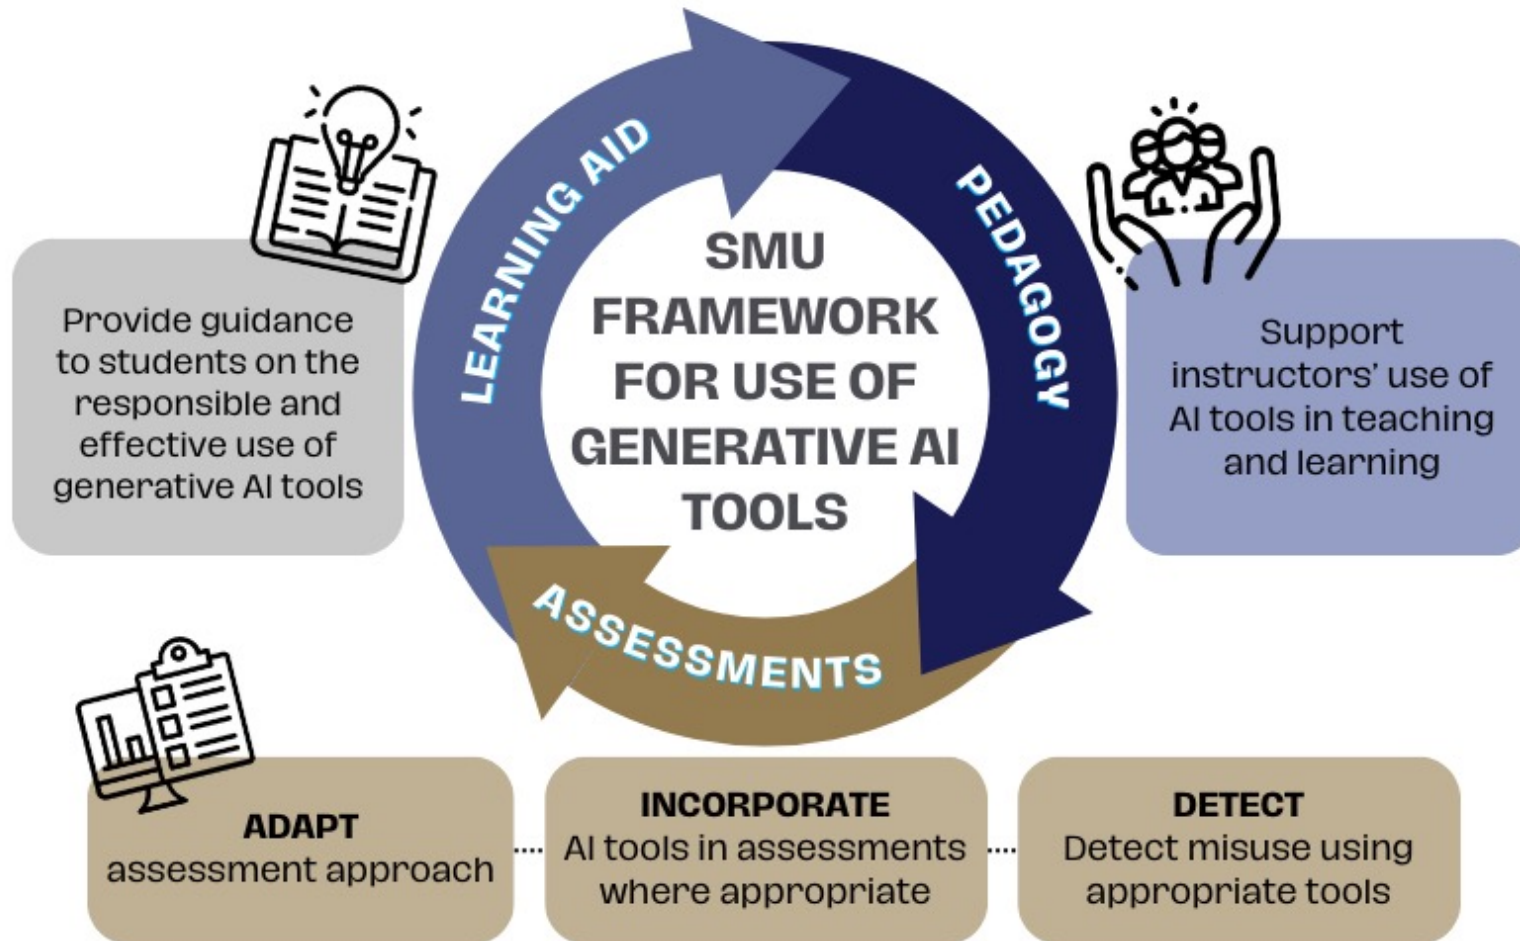 LEARNING AID
PEDAGOGY
ASSESSMENTS
SMU
FRAMEWORK
FOR USE OF
GENERATIVE AI
TOOLS
Provide guidance
to students on the
responsible and
effective use of
generative AI tools
Support
instructors’ use of
AI tools in teaching
and learning
ADAPT
assessment approach
INCORPORATE
AI tools in assessments
where appropriate
DETECT
Detect misuse using
appropriate tools